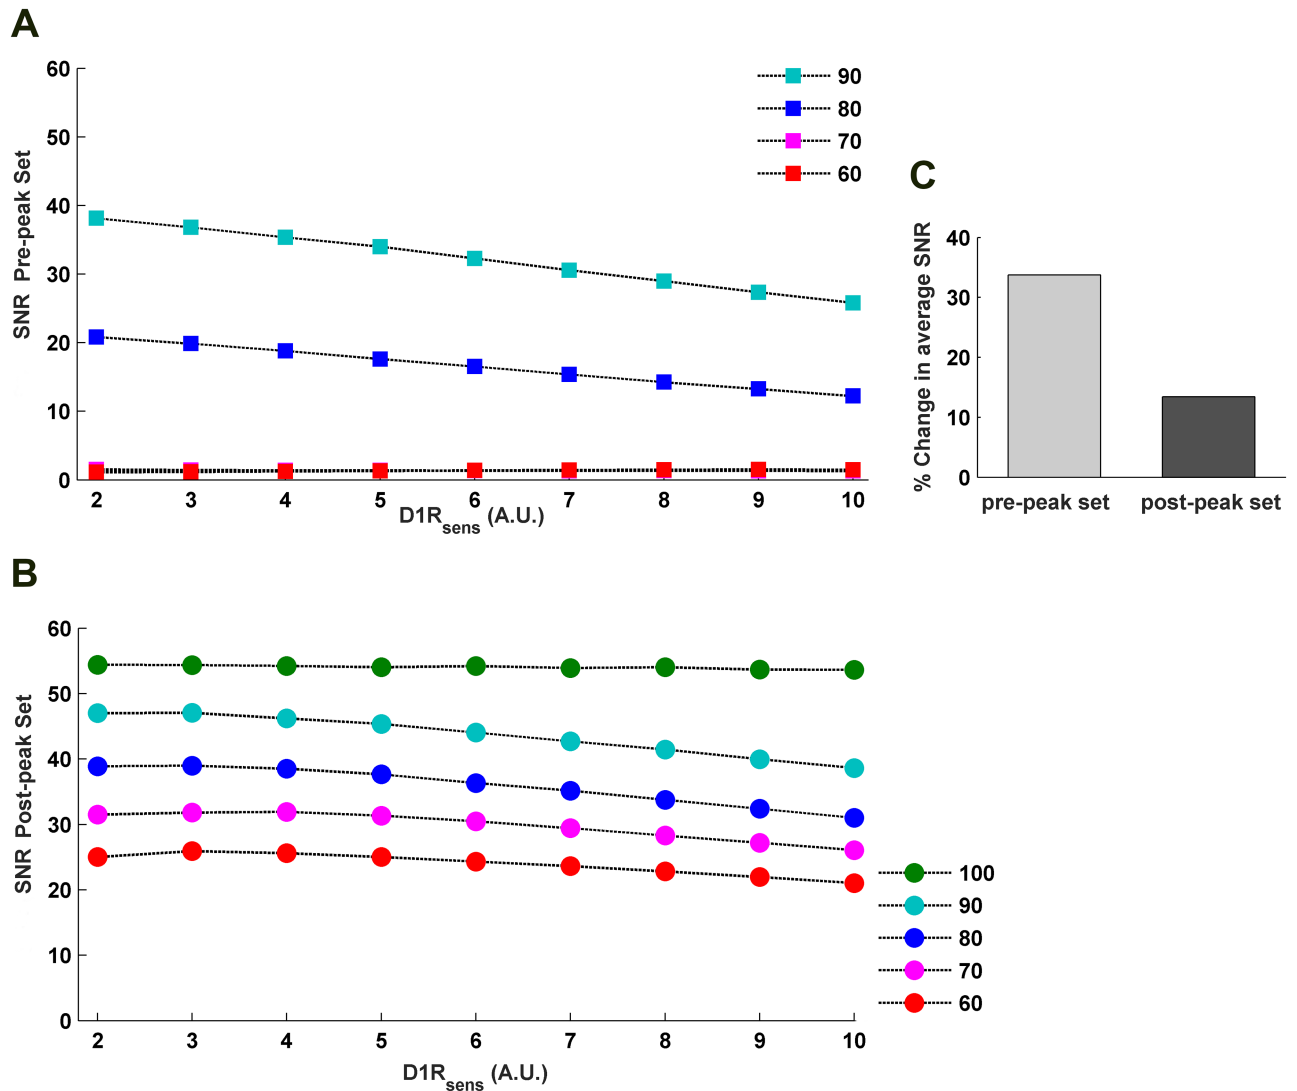 A
SNR Pre-peak Set
60
50
40
30
20
10
0
2 3 4 5 6 7 8 9 10
D1Rsens (A.U.)
90
80
70
60
C
% Change in average SNR
40
30
20
10
0
pre-peak set post-peak set
B
SNR Post-peak Set
60
50
40
30
20
10
0
2 3 4 5 6 7 8 9 10
D1Rsens (A.U.)
100
90
80
70
60